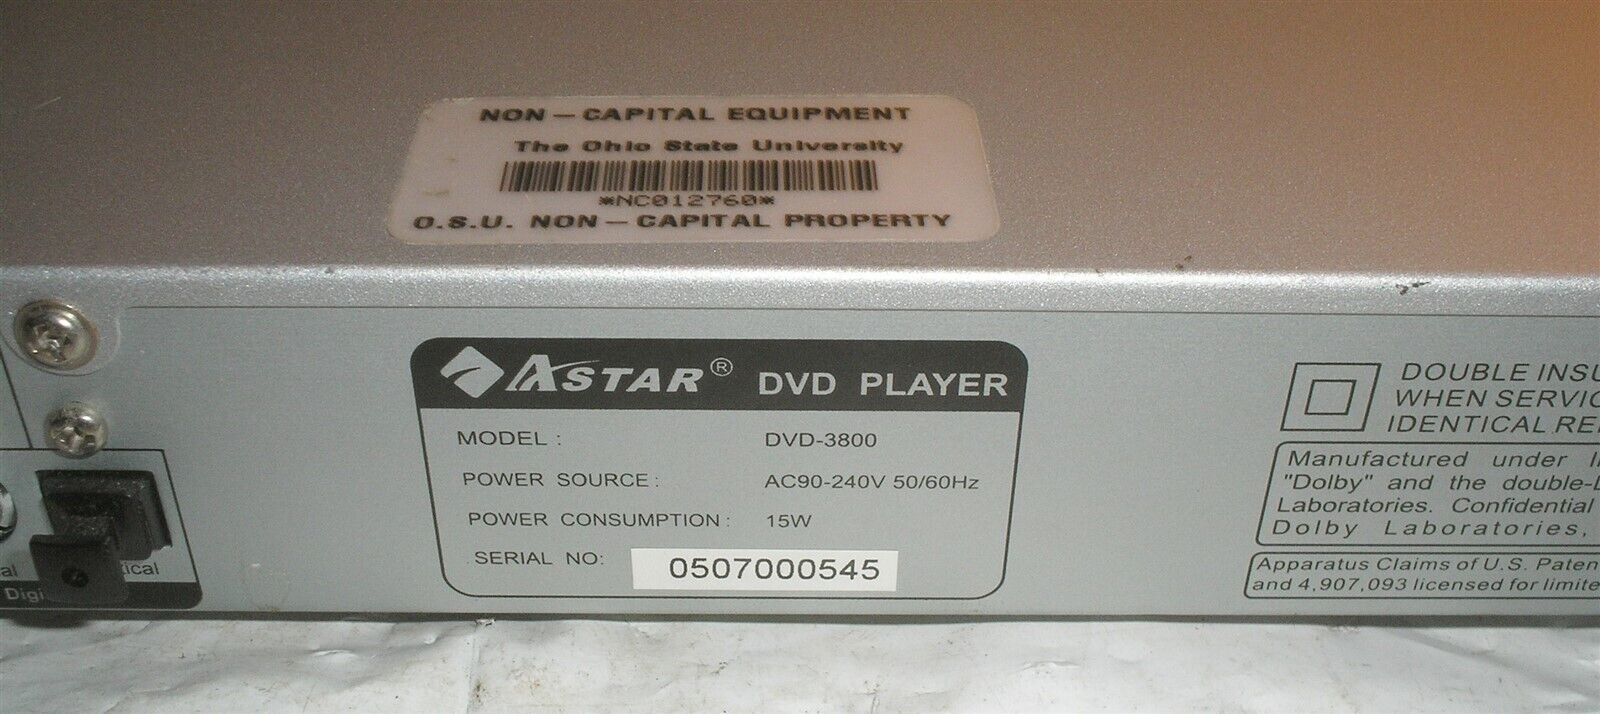 NON - CAPITAL EQUIPMENT
The Ohio State University
*NC012760*
O.S.U. NON - CAPITAL PROPERTY
ASTAR® DVD PLAYER
MODEL : DVD-3800
POWER SOURCE : AC90-240V 50/60Hz
POWER CONSUMPTION : 15W
SERIAL NO: 0507000545
DOUBLE INSU
WHEN SERVIC
IDENTICAL RE
Manufactured under
"Dolby" and the double-
Laboratories. Confidential
Dolby Laboratories,
Apparatus Claims of U.S. Paten
and 4,907,093 licensed for limite
Digi